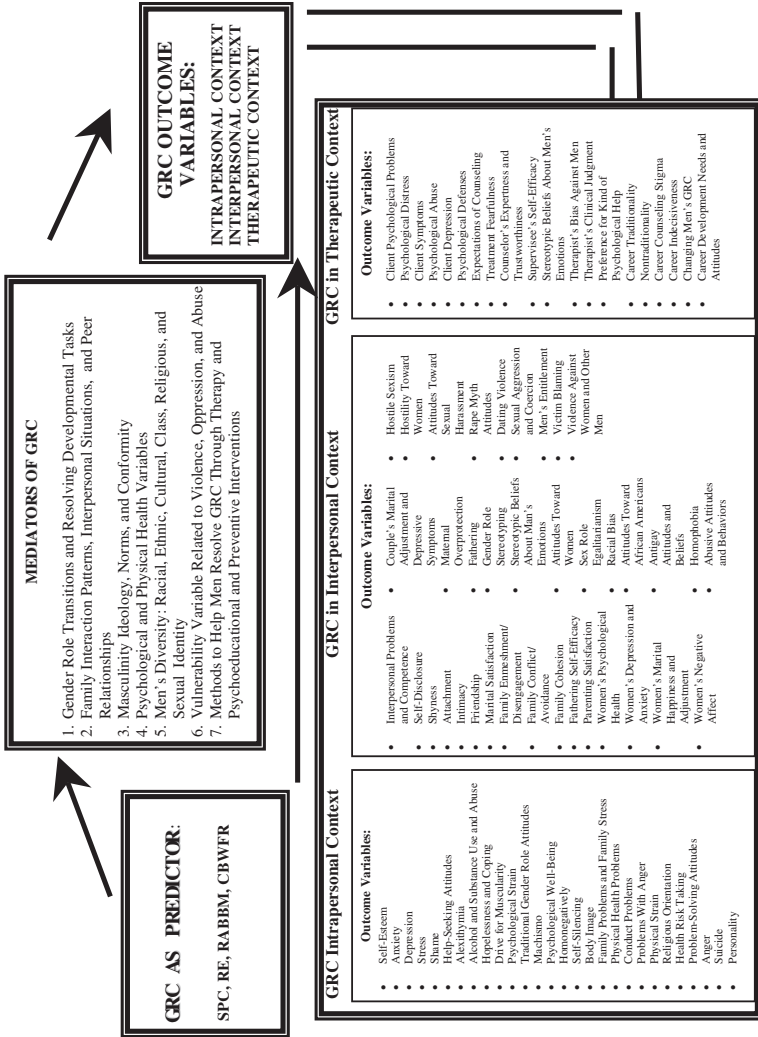 MEDIATORS OF GRC
1. Gender Role Transitions and Resolving Developmental Tasks
2. Family Interaction Patterns, Interpersonal Situations, and Peer
Relationships
3. Masculinity Ideology, Norms, and Conformity
4. Psychological and Physical Health Variables
5. Men's Diversity: Racial, Ethnic, Cultural, Class, Religious, and
Sexual Identity
6. Vulnerability Variable Related to Violence, Oppression, and Abuse
7. Methods to Help Men Resolve GRC Through Therapy and
Psychoeducational and Preventive Interventions
GRC AS PREDICTOR:
SPC, RE, RABBM, CBWFR
GRC OUTCOME
VARIABLES:
INTRAPERSONAL CONTEXT
INTERPERSONAL CONTEXT
THERAPEUTIC CONTEXT
GRC Intrapersonal Context
Outcome Variables:
• Self-Esteem
• Anxiety
• Depression
• Stress
• Shame
• Help-Seeking Attitudes
• Alexithymia
• Alcohol and Substance Use and Abuse
• Hopelessness and Coping
• Drive for Muscularity
• Psychological Strain
• Traditional Gender Role Attitudes
• Machismo
• Psychological Well-Being
• Homonegatively
• Self-Silencing
• Body Image
• Family Problems and Family Stress
• Physical Health Problems
• Conduct Problems
• Problems With Anger
• Physical Strain
• Religious Orientation
• Health Risk Taking
• Problem-Solving Attitudes
• Anger
• Suicide
• Personality
GRC in Interpersonal Context
Outcome Variables:
• Interpersonal Problems
and Competence
• Self-Disclosure
• Shyness
• Attachment
• Intimacy
• Friendship
• Marital Satisfaction
• Family Enmeshment/
Disengagement
• Family Conflict/
Avoidance
• Family Cohesion
• Fathering Self-Efficacy
• Parenting Satisfaction
• Women's Psychological
Health
• Women's Depression and
Anxiety
• Women's Marital
Happiness and
Adjustment
• Women's Negative
Affect
• Couple's Marital
Adjustment and
Depressive
Symptoms
• Maternal
Overprotection
• Fathering
• Gender Role
Stereotyping
• Stereotypic Beliefs
About Man's
Emotions
• Attitudes Toward
Women
• Sex Role
Egalitarianism
• Racial Bias
• Attitudes Toward
African Americans
• Antigay
Attitudes and
Beliefs
• Homophobia
• Abusive Attitudes
and Behaviors
• Hostile Sexism
• Hostility Toward
Women
• Attitudes Toward
Sexual
Harassment
• Rape Myth
Attitudes
• Dating Violence
• Sexual Aggression
and Coercion
• Men's Entitlement
• Victim Blaming
• Violence Against
Women and Other
Men
GRC in Therapeutic Context
Outcome Variables:
• Client Psychological Problems
• Psychological Distress
• Client Symptoms
• Psychological Abuse
• Client Depression
• Psychological Defenses
• Expectations of Counseling
• Treatment Fearfulness
• Counselor's Expertness and
Trustworthiness
• Supervisee's Self-Efficacy
• Stereotypic Beliefs About Men's
Emotions
• Therapist's Bias Against Men
• Therapist's Clinical Judgment
• Preference for Kind of
Psychological Help
• Career Traditionality
• Nontraditionality
• Career Counseling Stigma
• Career Indecisiveness
• Changing Men's GRC
• Career Development Needs and
Attitudes